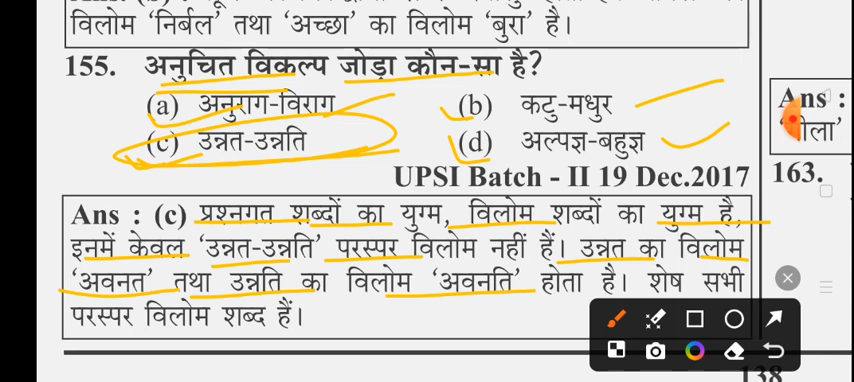 विलोम ‘निर्बल’ तथा ‘अच्छा’ का विलोम ‘बुरा’ है।
155. अनुचित विकल्प जोड़ा कौन-सा है?
(a) अनुराग-विराग (b) कटु-मधुर
(c) उन्नत-उन्नति (d) अल्पज्ञ-बहुज्ञ
UPSI Batch - II 19 Dec.2017
Ans : (c) प्रश्नगत शब्दों का युग्म, विलोम शब्दों का युग्म है,
इनमें केवल ‘उन्नत-उन्नति’ परस्पर विलोम नहीं हैं। उन्नत का विलोम
‘अवनत’ तथा उन्नति का विलोम ‘अवनति’ होता है। शेष सभी
परस्पर विलोम शब्द हैं।
138
Ans :
163.